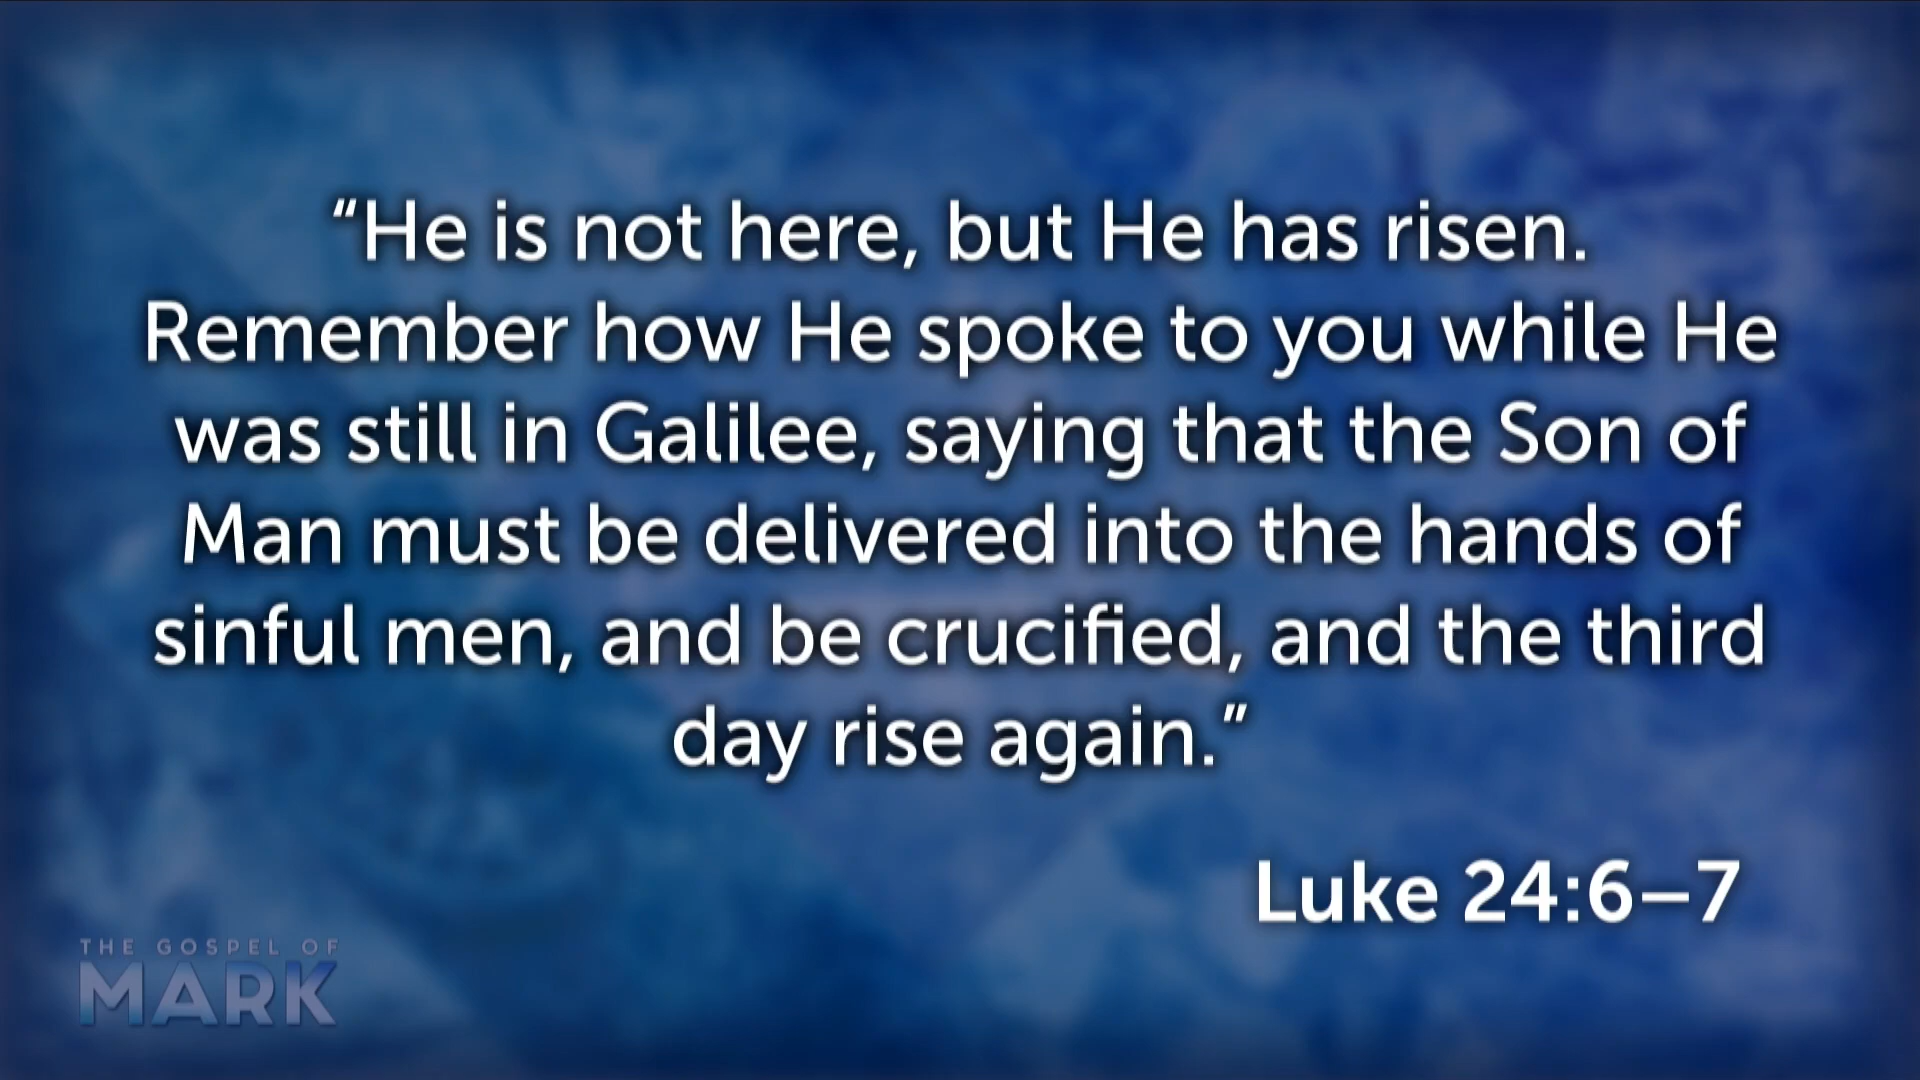 “He is not here, but He has risen.
Remember how He spoke to you while He
was still in Galilee, saying that the Son of
Man must be delivered into the hands of
sinful men, and be crucified, and the third
day rise again.”
Luke 24:6–7
THE GOSPEL OF
MARK